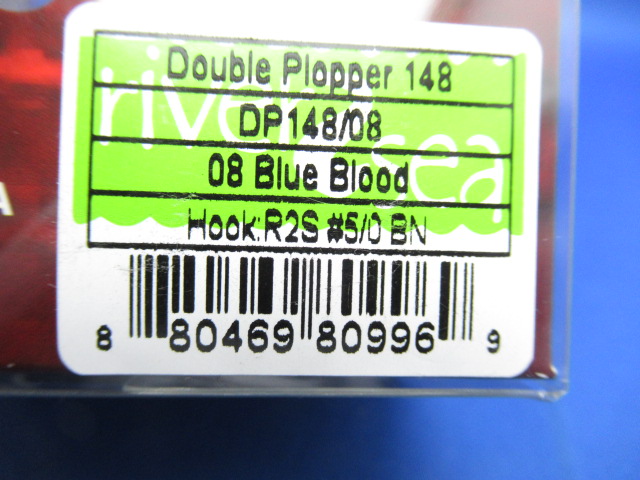 Double Plopper 148
river 2 sea
DP148/08
08 Blue Blood
Hook:R2S #5/0 BN
8 80469 80996 9
A